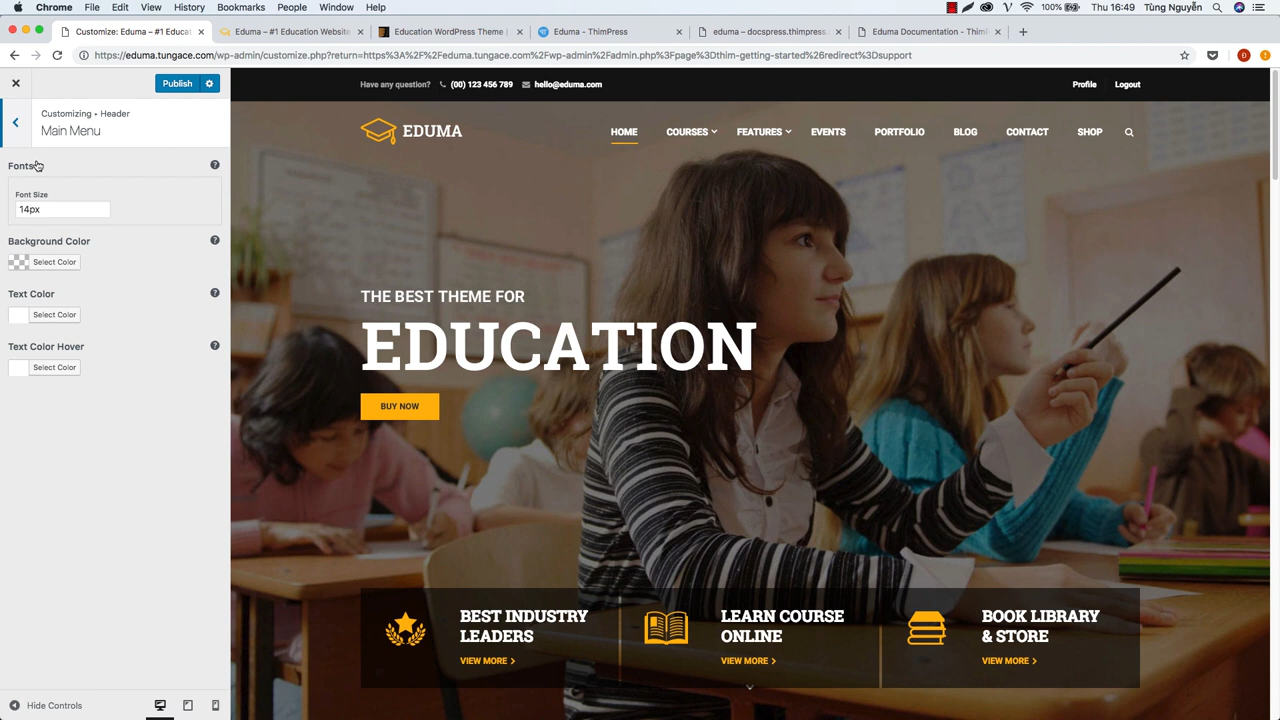 Chrome File Edit View History Bookmarks People Window Help
100% Thu 16:49 Tùng Nguyễn
Customize: Eduma – #1 Educat
Eduma – #1 Education Website
Education WordPress Theme |
Eduma - ThimPress
eduma – docspress.thimpress.
Eduma Documentation - ThimP
https://eduma.tungace.com/wp-admin/customize.php?return=https%3A%2F%2Feduma.tungace.com%2Fwp-admin%2Fadmin.php%3Fpage%3Dthim-getting-started%26redirect%3Dsupport
Publish
Customizing ▸ Header
Main Menu
Fonts
Font Size
14px
Background Color
Select Color
Text Color
Select Color
Text Color Hover
Select Color
Hide Controls
Have any question? (00) 123 456 789 hello@eduma.com
Profile Logout
EDUMA
HOME COURSES FEATURES EVENTS PORTFOLIO BLOG CONTACT SHOP
THE BEST THEME FOR
EDUCATION
BUY NOW
BEST INDUSTRY
LEADERS
VIEW MORE
LEARN COURSE
ONLINE
VIEW MORE
BOOK LIBRARY
& STORE
VIEW MORE